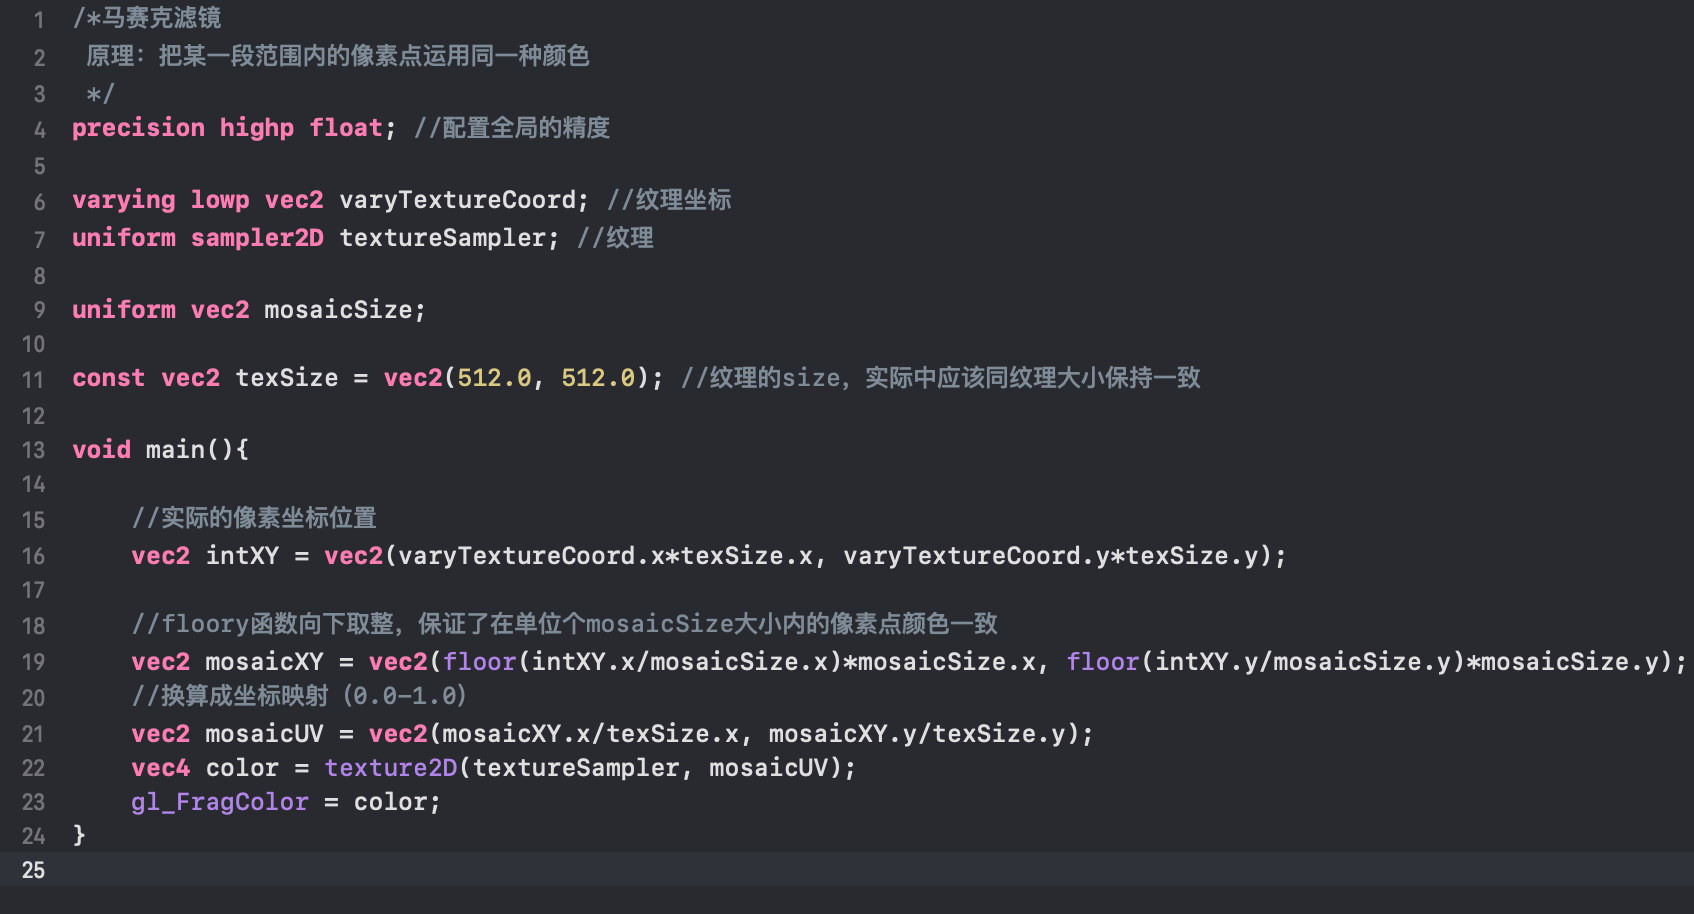 1 /*马赛克滤镜
2 原理：把某一段范围内的像素点运用同一种颜色
3 */
4 precision highp float; //配置全局的精度
5
6 varying lowp vec2 varyTextureCoord; //纹理坐标
7 uniform sampler2D textureSampler; //纹理
8
9 uniform vec2 mosaicSize;
10
11 const vec2 texSize = vec2(512.0, 512.0); //纹理的size，实际中应该同纹理大小保持一致
12
13 void main(){
14
15 //实际的像素坐标位置
16 vec2 intXY = vec2(varyTextureCoord.x*texSize.x, varyTextureCoord.y*texSize.y);
17
18 //floory函数向下取整，保证了在单位个mosaicSize大小内的像素点颜色一致
19 vec2 mosaicXY = vec2(floor(intXY.x/mosaicSize.x)*mosaicSize.x, floor(intXY.y/mosaicSize.y)*mosaicSize.y);
20 //换算成坐标映射（0.0-1.0）
21 vec2 mosaicUV = vec2(mosaicXY.x/texSize.x, mosaicXY.y/texSize.y);
22 vec4 color = texture2D(textureSampler, mosaicUV);
23 gl_FragColor = color;
24 }
25